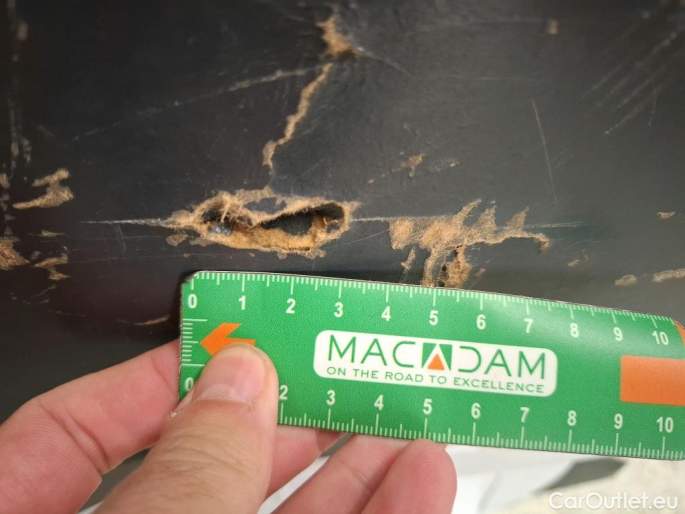 0 1 2 3 4 5 6 7 8 9 10
MACADAM
ON THE ROAD TO EXCELLENCE
0 2 3 4 5 6 7 8 9 10
CarOutlet.eu